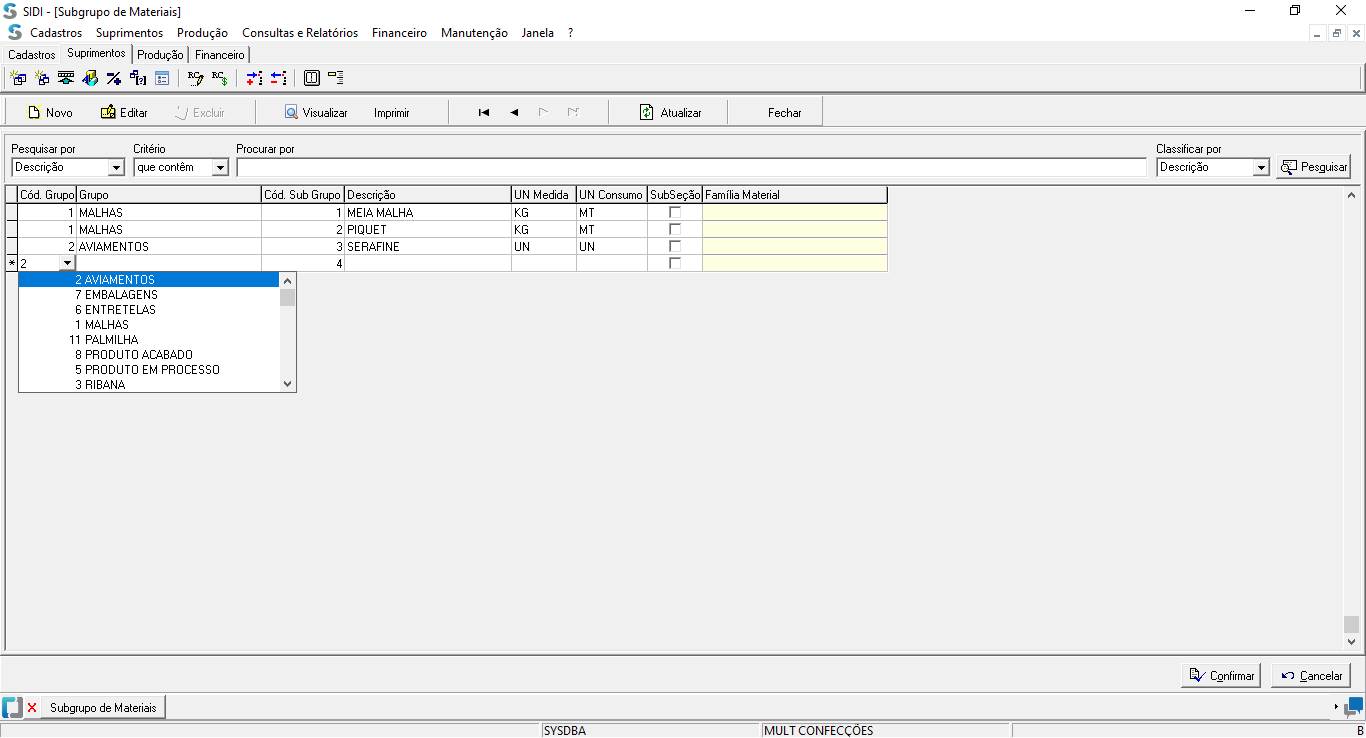 SIDI - [Subgrupo de Materiais]
Cadastros Suprimentos Produção Consultas e Relatórios Financeiro Manutenção Janela ?
Cadastros Suprimentos Produção Financeiro
Novo Editar Excluir Visualizar Imprimir Atualizar Fechar
Pesquisar por Critério Procurar por Classificar por
Descrição que contêm Descrição Pesquisar
Cód. Grupo Grupo Cód. Sub Grupo Descrição UN Medida UN Consumo SubSeção Família Material
1 MALHAS 1 MEIA MALHA KG MT
1 MALHAS 2 PIQUET KG MT
2 AVIAMENTOS 3 SERAFINE UN UN
* 2 4
2 AVIAMENTOS
7 EMBALAGENS
6 ENTRETELAS
1 MALHAS
11 PALMILHA
8 PRODUTO ACABADO
5 PRODUTO EM PROCESSO
3 RIBANA
Confirmar Cancelar
Subgrupo de Materiais
SYSDBA MULT CONFECÇÕES B